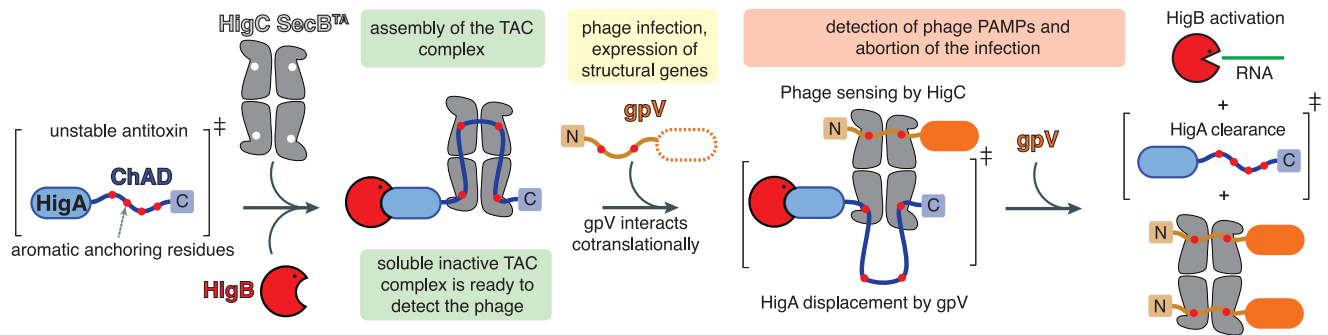 HigC SecBTA
[ unstable antitoxin ]‡
ChAD
HigA
C
aromatic anchoring residues
HigB
assembly of the TAC
complex
C
soluble inactive TAC
complex is ready to
detect the phage
phage infection,
expression of
structural genes
gpV
N
gpV interacts
cotranslationally
detection of phage PAMPs and
abortion of the infection
Phage sensing by HigC
N
‡
C
HigA displacement by gpV
gpV
HigB activation
RNA
+
‡
HigA clearance
C
+
N
N